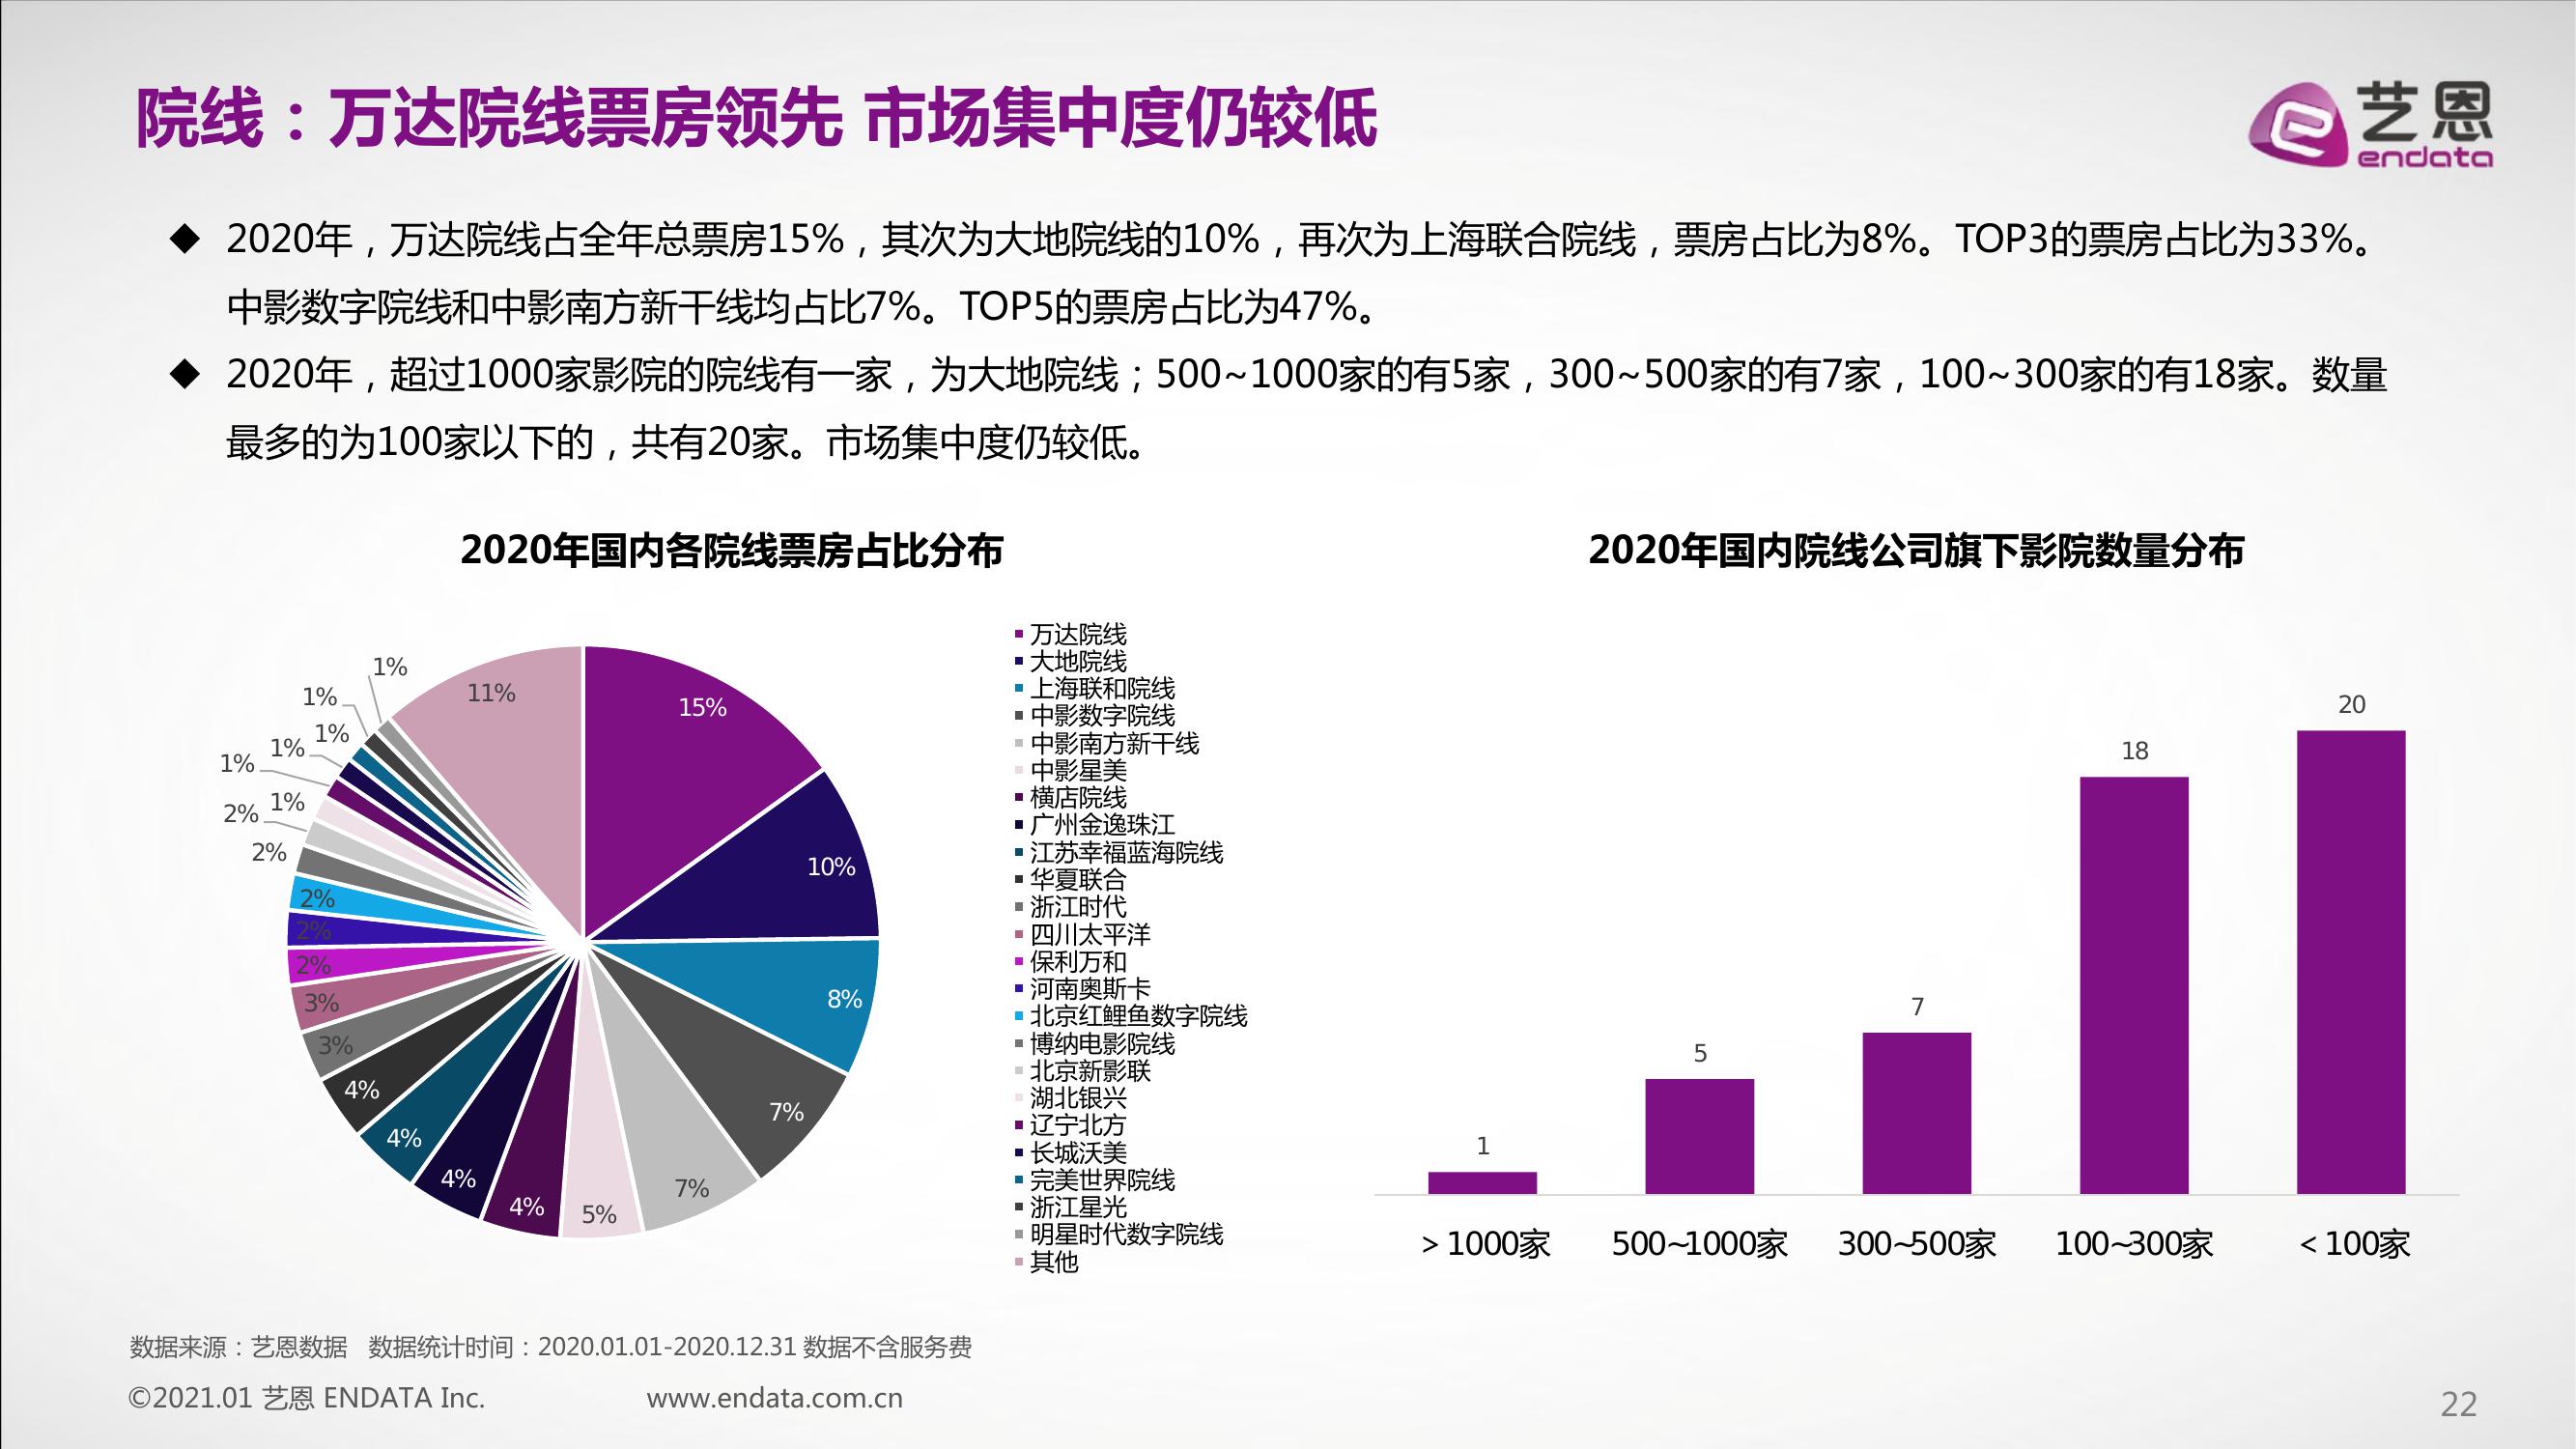 院线：万达院线票房领先 市场集中度仍较低
艺恩
endata
◆ 2020年，万达院线占全年总票房15%，其次为大地院线的10%，再次为上海联合院线，票房占比为8%。TOP3的票房占比为33%。
中影数字院线和中影南方新干线均占比7%。TOP5的票房占比为47%。
◆ 2020年，超过1000家影院的院线有一家，为大地院线；500~1000家的有5家，300~500家的有7家，100~300家的有18家。数量
最多的为100家以下的，共有20家。市场集中度仍较低。
2020年国内各院线票房占比分布
15%
10%
8%
7%
7%
5%
4%
4%
4%
4%
3%
3%
2%
2%
2%
2%
2%
1%
1%
1%
1%
1%
1%
11%
万达院线
大地院线
上海联和院线
中影数字院线
中影南方新干线
中影星美
横店院线
广州金逸珠江
江苏幸福蓝海院线
华夏联合
浙江时代
四川太平洋
保利万和
河南奥斯卡
北京红鲤鱼数字院线
博纳电影院线
北京新影联
湖北银兴
辽宁北方
长城沃美
完美世界院线
浙江星光
明星时代数字院线
其他
2020年国内院线公司旗下影院数量分布
1
5
7
18
20
＞1000家
500~1000家
300~500家
100~300家
＜100家
数据来源：艺恩数据 数据统计时间：2020.01.01-2020.12.31 数据不含服务费
©2021.01 艺恩 ENDATA Inc. www.endata.com.cn
22